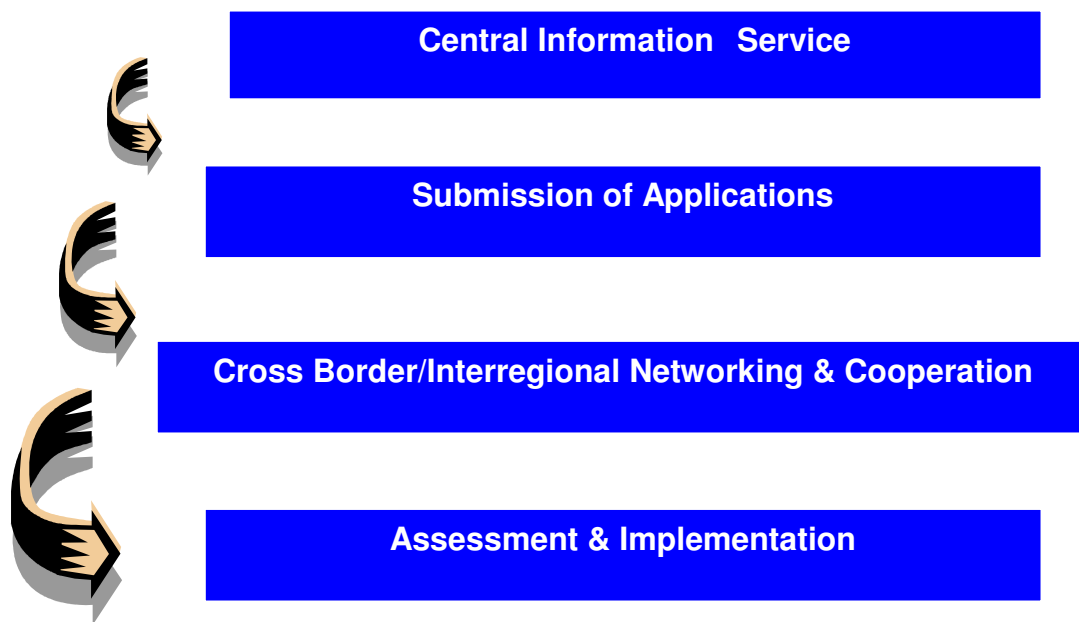 Central Information Service
Submission of Applications
Cross Border/Interregional Networking & Cooperation
Assessment & Implementation